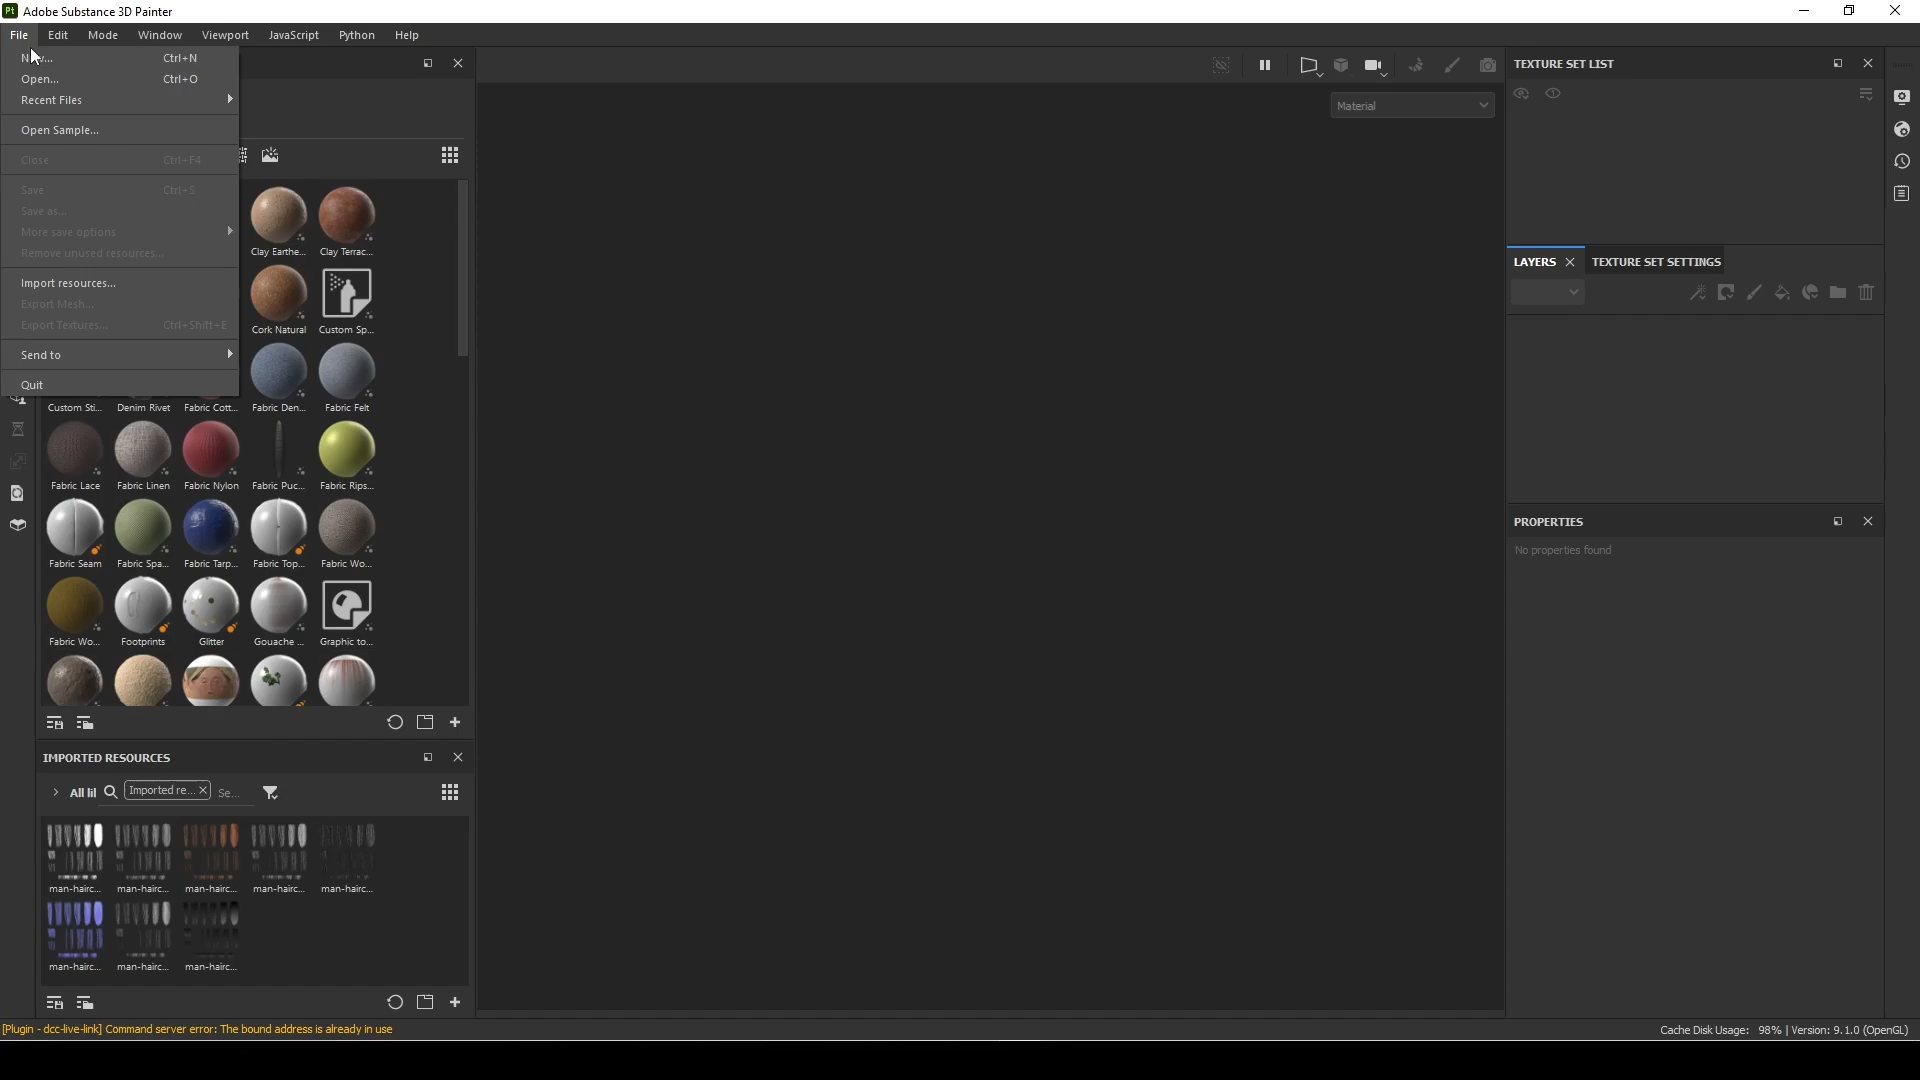 Pt Adobe Substance 3D Painter
File Edit Mode Window Viewport JavaScript Python Help
Ctrl+N
Open... Ctrl+O
Recent Files
Open Sample...
Close Ctrl+F4
Save Ctrl+S
Save as...
More save options
Remove unused resources...
Import resources...
Export Mesh...
Export Textures... Ctrl+Shift+E
Send to
Quit
Clay Earthe... Clay Terrac...
Cork Natural Custom Sp...
Custom Sti... Denim Rivet Fabric Cott... Fabric Den... Fabric Felt
Fabric Lace Fabric Linen Fabric Nylon Fabric Puc... Fabric Rips...
Fabric Seam Fabric Spa... Fabric Tarp... Fabric Top... Fabric Wo...
Fabric Wo... Footprints Glitter Gouache ... Graphic to...
IMPORTED RESOURCES
All lil Imported re... Se...
man-hairc... man-hairc... man-hairc... man-hairc... man-hairc...
man-hairc... man-hairc... man-hairc...
Material
TEXTURE SET LIST
LAYERS TEXTURE SET SETTINGS
PROPERTIES
No properties found
[Plugin - dcc-live-link] Command server error: The bound address is already in use
Cache Disk Usage: 98% | Version: 9.1.0 (OpenGL)